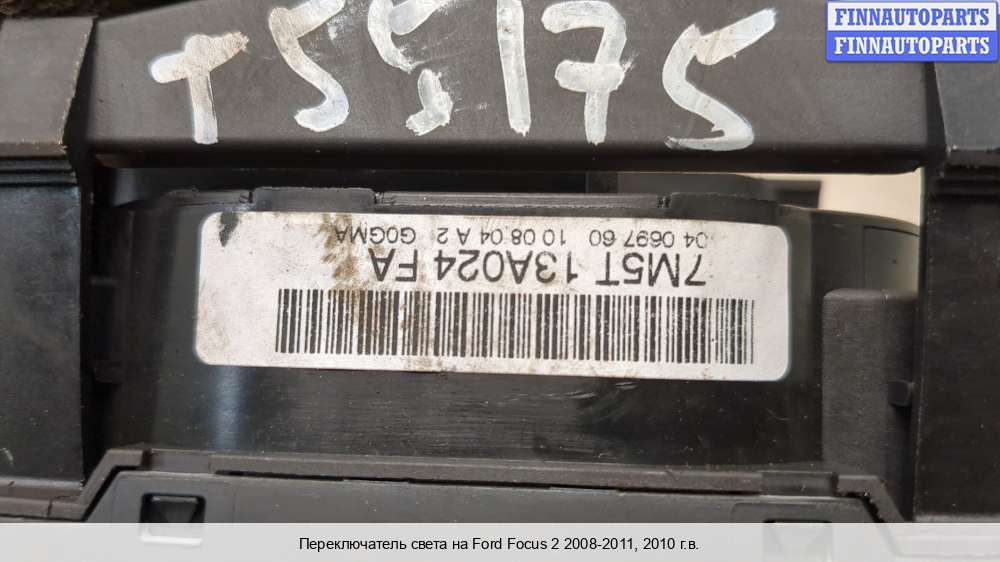 FINNAUTOPARTS
FINNAUTOPARTS
T55175
04 0697 60 10 08 04 A 2 G0GMA
7M5T 13A024 FA
Переключатель света на Ford Focus 2 2008-2011, 2010 г.в.